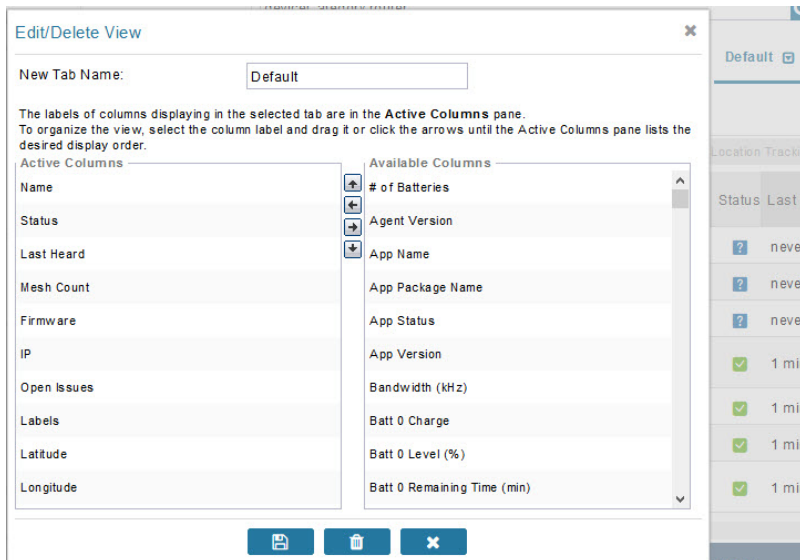 Edit/Delete View
New Tab Name:
Default
The labels of columns displaying in the selected tab are in the Active Columns pane.
To organize the view, select the column label and drag it or click the arrows until the Active Columns pane lists the
desired display order.
Active Columns
Name
Status
Last Heard
Mesh Count
Firmware
IP
Open Issues
Labels
Latitude
Longitude
Available Columns
# of Batteries
Agent Version
App Name
App Package Name
App Status
App Version
Bandwidth (kHz)
Batt 0 Charge
Batt 0 Level (%)
Batt 0 Remaining Time (min)
Default
Location Tracki
Status Last
? neve
? neve
? neve
1 mi
1 mi
1 mi
1 mi